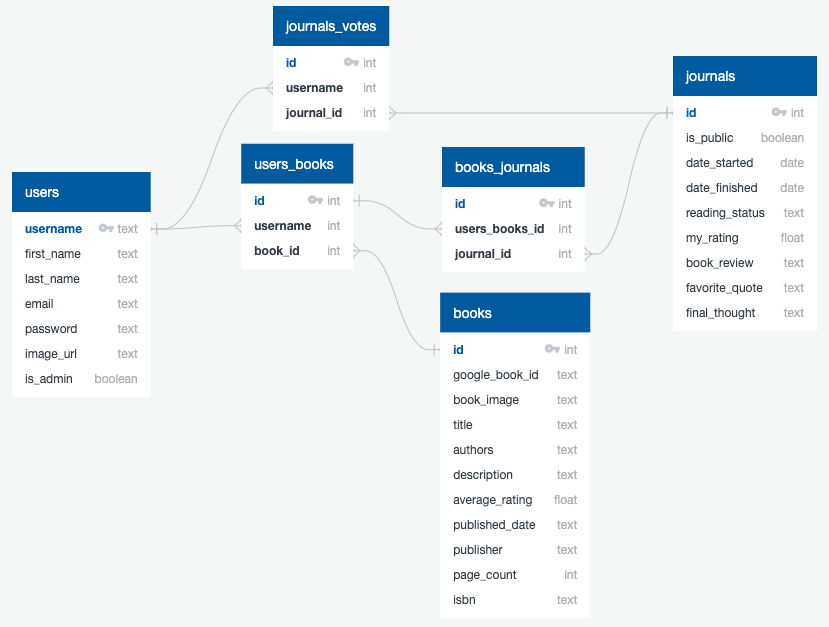 journals_votes
id int
username int
journal_id int
users
username text
first_name text
last_name text
email text
password text
image_url text
is_admin boolean
users_books
id int
username int
book_id int
books_journals
id int
users_books_id int
journal_id int
books
id int
google_book_id text
book_image text
title text
authors text
description text
average_rating float
published_date text
publisher text
page_count int
isbn text
journals
id int
is_public boolean
date_started date
date_finished date
reading_status text
my_rating float
book_review text
favorite_quote text
final_thought text